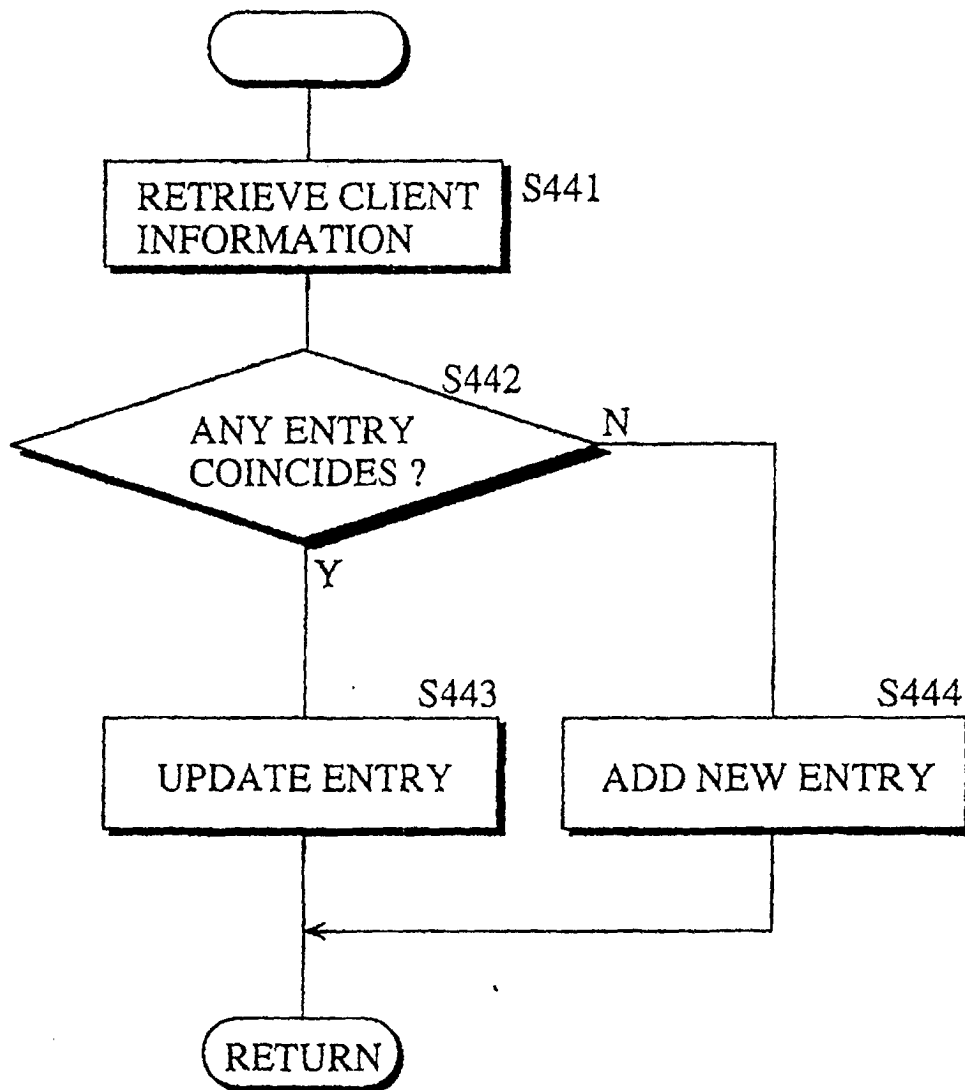 RETRIEVE CLIENT
INFORMATION
S441
S442
ANY ENTRY
COINCIDES ?
N
Y
S443
UPDATE ENTRY
S444
ADD NEW ENTRY
RETURN